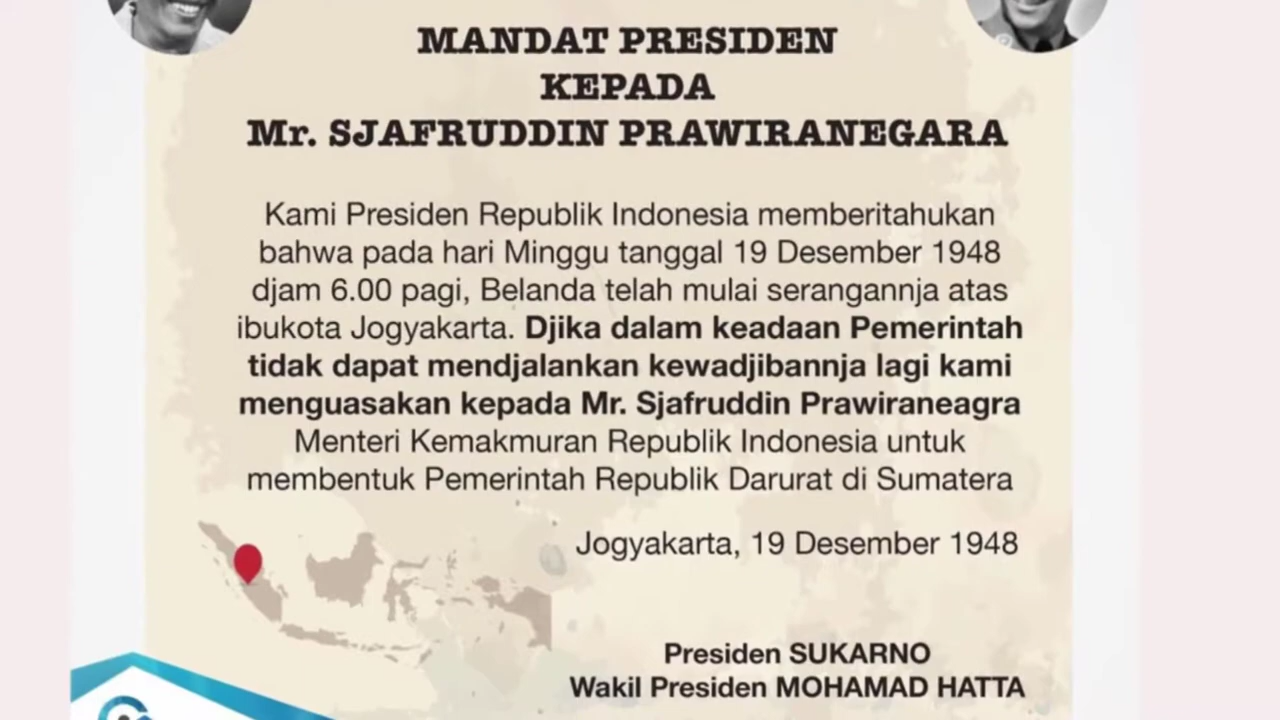 MANDAT PRESIDEN
KEPADA
Mr. SJAFRUDDIN PRAWIRANEGARA
Kami Presiden Republik Indonesia memberitahukan
bahwa pada hari Minggu tanggal 19 Desember 1948
djam 6.00 pagi, Belanda telah mulai serangannja atas
ibukota Jogyakarta. Djika dalam keadaan Pemerintah
tidak dapat mendjalankan kewadjibannja lagi kami
menguasakan kepada Mr. Sjafruddin Prawiraneagra
Menteri Kemakmuran Republik Indonesia untuk
membentuk Pemerintah Republik Darurat di Sumatera
Jogyakarta, 19 Desember 1948
Presiden SUKARNO
Wakil Presiden MOHAMAD HATTA